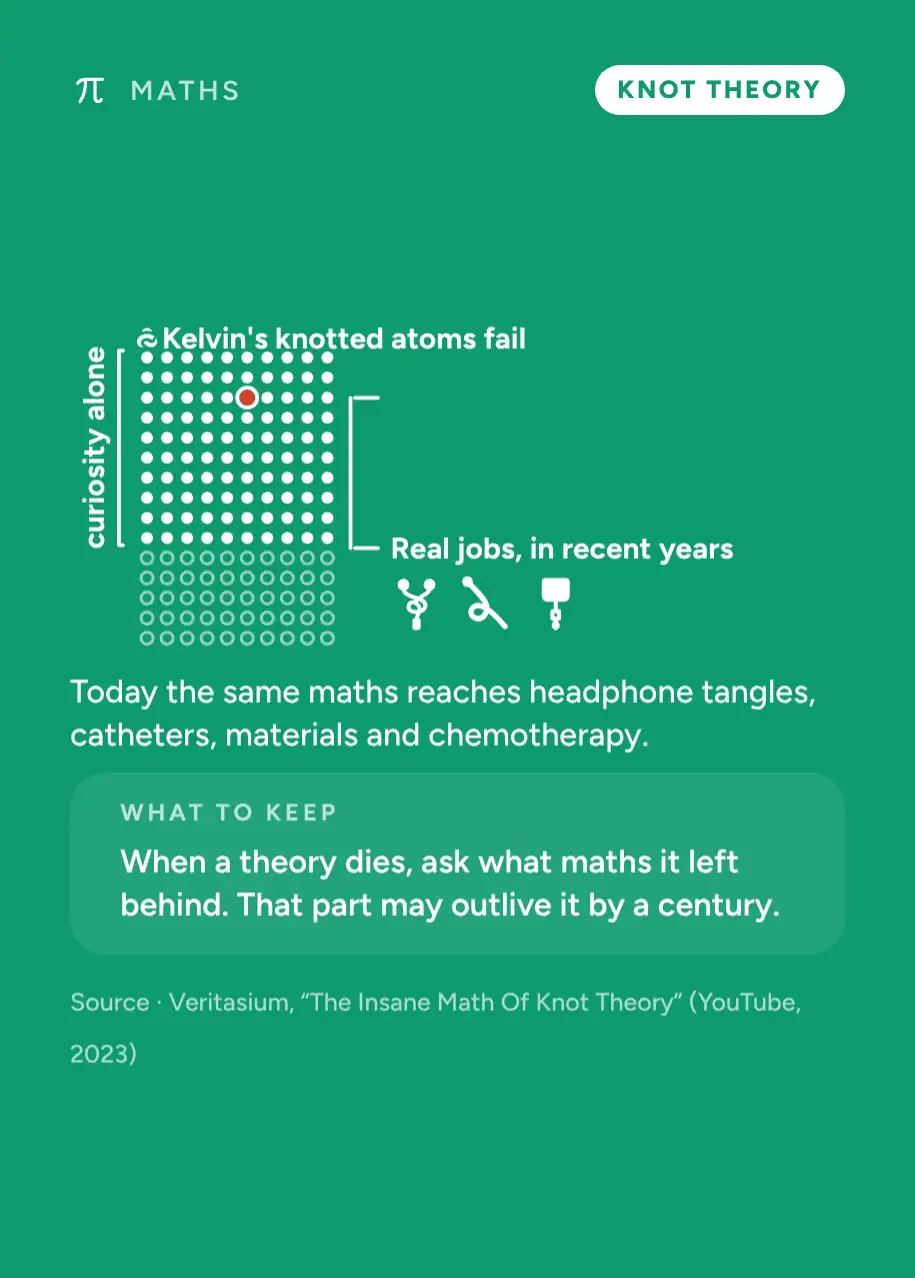 π MATHS
KNOT THEORY
Kelvin's knotted atoms fail
curiosity alone
Real jobs, in recent years
Today the same maths reaches headphone tangles,
catheters, materials and chemotherapy.
WHAT TO KEEP
When a theory dies, ask what maths it left
behind. That part may outlive it by a century.
Source · Veritasium, “The Insane Math Of Knot Theory” (YouTube,
2023)